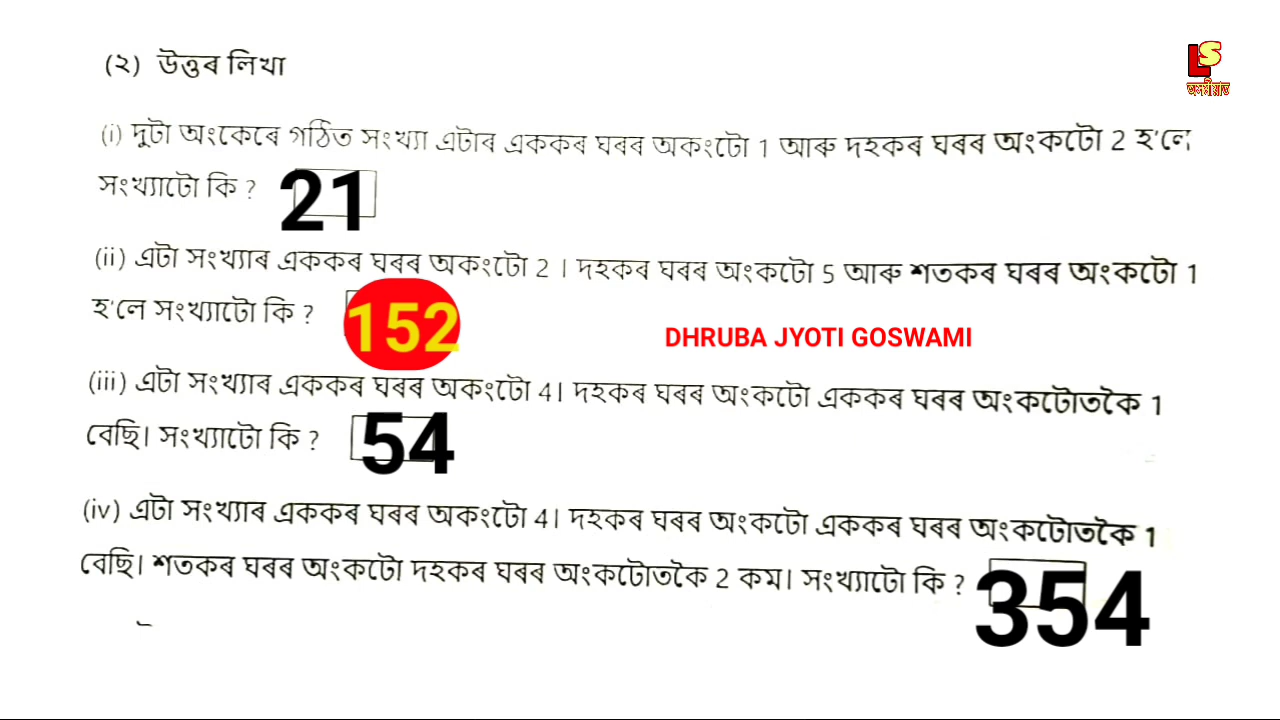 (২) উত্তৰ লিখা
LS
অসমীয়াত
(i) দুটা অংকেৰে গঠিত সংখ্যা এটাৰ এককৰ ঘৰৰ অকংটো 1 আৰু দহকৰ ঘৰৰ অংকটো 2 হ'লে
সংখ্যাটো কি ? 21
(ii) এটা সংখ্যাৰ এককৰ ঘৰৰ অকংটো 2 । দহকৰ ঘৰৰ অংকটো 5 আৰু শতকৰ ঘৰৰ অংকটো 1
হ'লে সংখ্যাটো কি ? 152
DHRUBA JYOTI GOSWAMI
(iii) এটা সংখ্যাৰ এককৰ ঘৰৰ অকংটো 4। দহকৰ ঘৰৰ অংকটো এককৰ ঘৰৰ অংকটোতকৈ 1
বেছি। সংখ্যাটো কি ? 54
(iv) এটা সংখ্যাৰ এককৰ ঘৰৰ অকংটো 4। দহকৰ ঘৰৰ অংকটো এককৰ ঘৰৰ অংকটোতকৈ 1
বেছি। শতকৰ ঘৰৰ অংকটো দহকৰ ঘৰৰ অংকটোতকৈ 2 কম। সংখ্যাটো কি ? 354